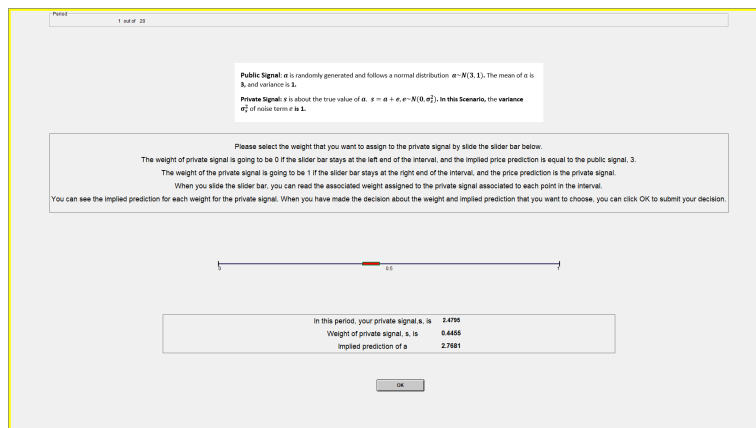 Period
1 out of 20
Public Signal: a is randomly generated and follows a normal distribution a~N(3, 1). The mean of a is
3, and variance is 1.
Private Signal: s is about the true value of a. s = a + e, e~N(0, σₑ²). In this Scenario, the variance
σₑ² of noise term e is 1.
Please select the weight that you want to assign to the private signal by slide the slider bar below.
The weight of private signal is going to be 0 if the slider bar stays at the left end of the interval, and the implied price prediction is equal to the public signal, 3.
The weight of the private signal is going to be 1 if the slider bar stays at the right end of the interval, and the price prediction is the private signal.
When you slide the slider bar, you can read the associated weight assigned to the private signal associated to each point in the interval.
You can see the implied prediction for each weight for the private signal. When you have made the decision about the weight and implied prediction that you want to choose, you can click OK to submit your decision.
0 0.5 1
In this period, your private signal,s, is 2.4795
Weight of private signal, s, is 0.4455
Implied prediction of a 2.7681
OK